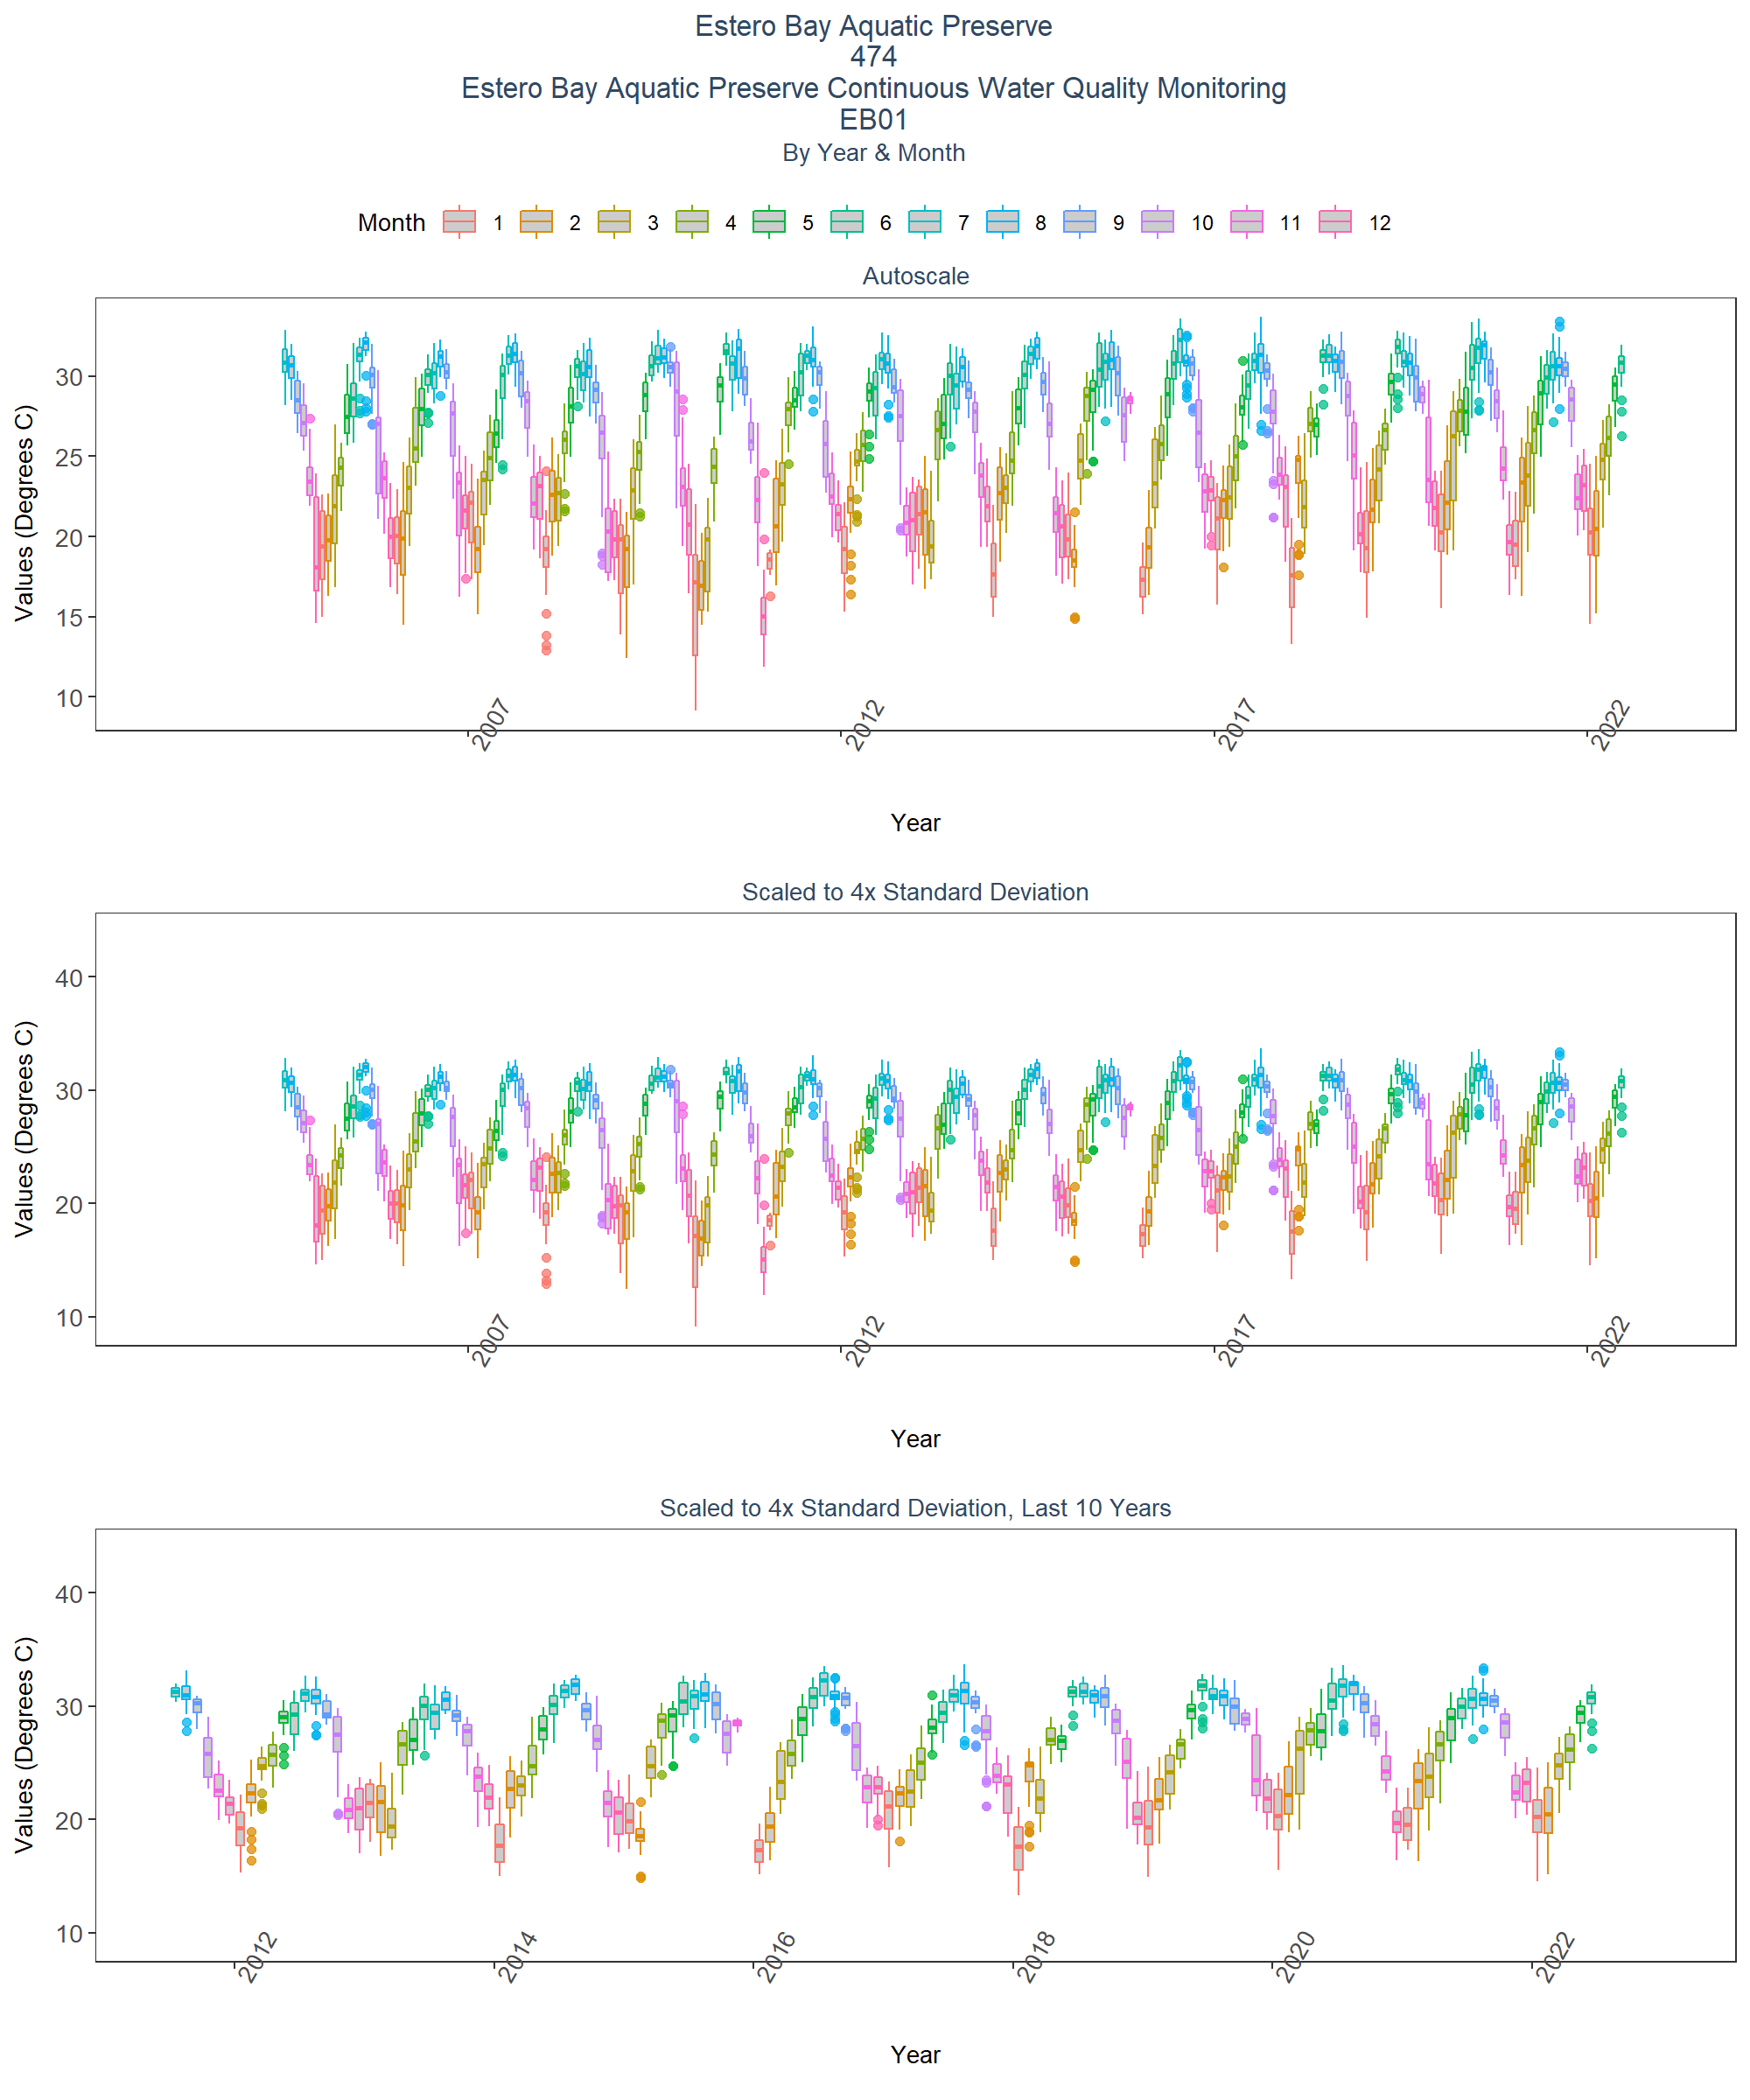 Estero Bay Aquatic Preserve
474
Estero Bay Aquatic Preserve Continuous Water Quality Monitoring
EB01
By Year & Month
Month 1 2 3 4 5 6 7 8 9 10 11 12
Autoscale
Values (Degrees C)
30
25
20
15
10
2007 2012 2017 2022
Year
Scaled to 4x Standard Deviation
Values (Degrees C)
40
30
20
10
2007 2012 2017 2022
Year
Scaled to 4x Standard Deviation, Last 10 Years
Values (Degrees C)
40
30
20
10
2012 2014 2016 2018 2020 2022
Year